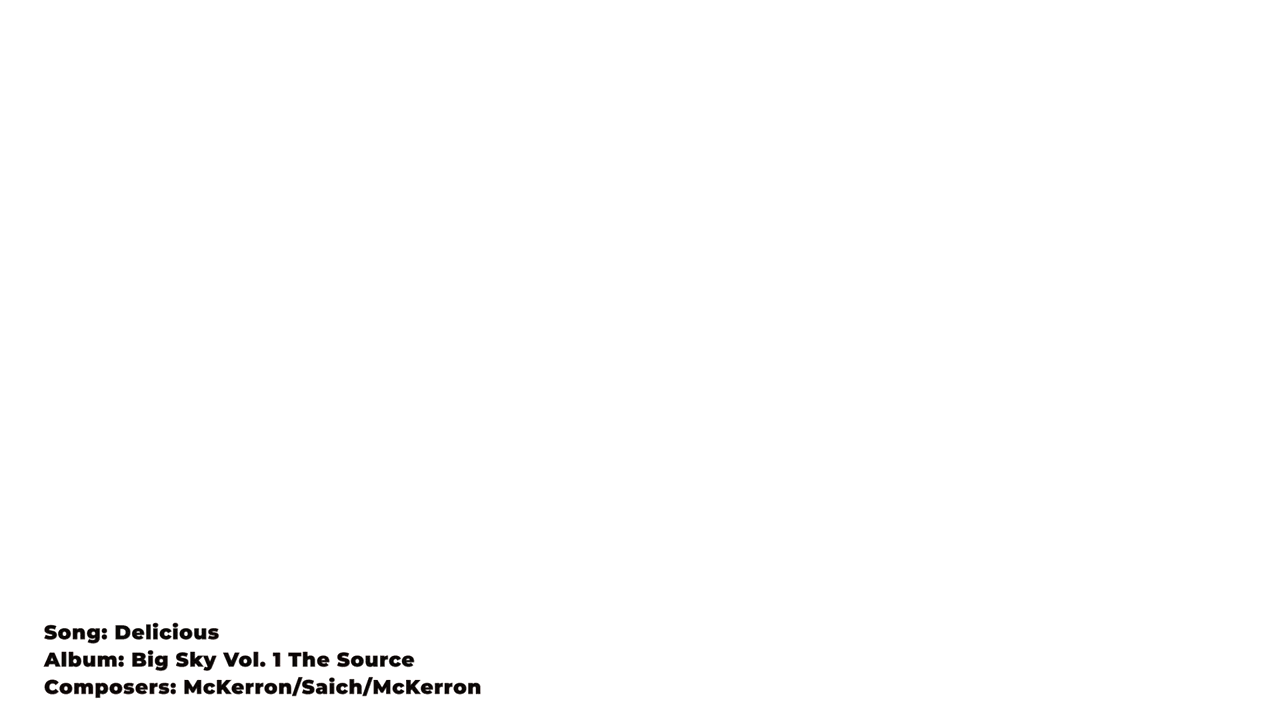 Song: Delicious
Album: Big Sky Vol. 1 The Source
Composers: McKerron/Saich/McKerron